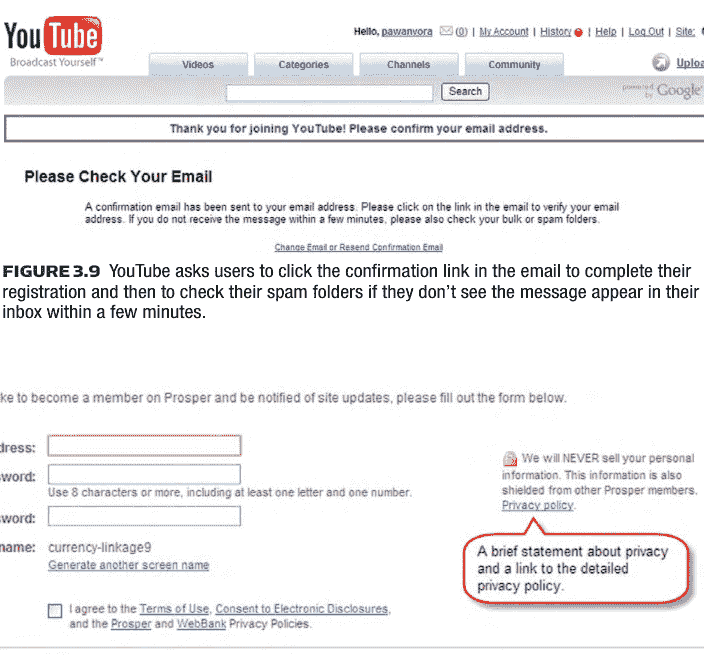 You Tube
Broadcast Yourself™
Hello, pawanvora (0) | My Account | History | Help | Log Out | Site:
Videos Categories Channels Community
Search
powered by Google
Thank you for joining YouTube! Please confirm your email address.
Please Check Your Email
A confirmation email has been sent to your email address. Please click on the link in the email to verify your email
address. If you do not receive the message within a few minutes, please also check your bulk or spam folders.
Change Email or Resend Confirmation Email
FIGURE 3.9 YouTube asks users to click the confirmation link in the email to complete their
registration and then to check their spam folders if they don't see the message appear in their
inbox within a few minutes.
ke to become a member on Prosper and be notified of site updates, please fill out the form below.
dress:
sword:
Use 8 characters or more, including at least one letter and one number.
sword:
name: currency-linkage9
Generate another screen name
I agree to the Terms of Use, Consent to Electronic Disclosures,
and the Prosper and WebBank Privacy Policies.
We will NEVER sell your personal
information. This information is also
shielded from other Prosper members.
Privacy policy.
A brief statement about privacy
and a link to the detailed
privacy policy.